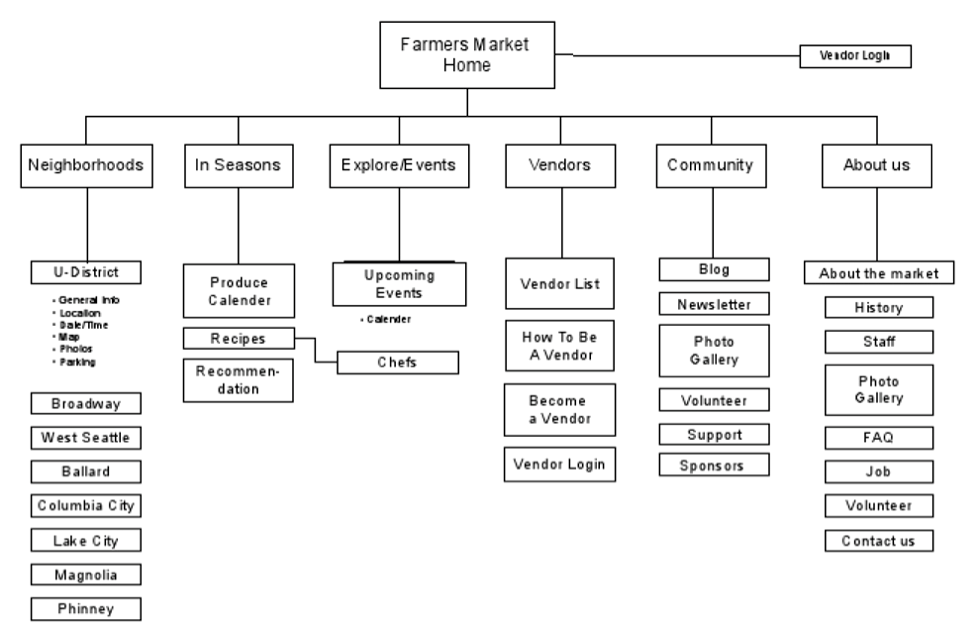 Farmers Market
Home
Vendor Login
Neighborhoods
In Seasons
Explore/Events
Vendors
Community
About us
U-District
• General Info
• Location
• Date/Time
• Map
• Photos
• Parking
Broadway
West Seattle
Ballard
Columbia City
Lake City
Magnolia
Phinney
Produce
Calender
Recipes
Recommen-
dation
Upcoming
Events
• Calender
Chefs
Vendor List
How To Be
A Vendor
Become
a Vendor
Vendor Login
Blog
Newsletter
Photo
Gallery
Volunteer
Support
Sponsors
About the market
History
Staff
Photo
Gallery
FAQ
Job
Volunteer
Contact us